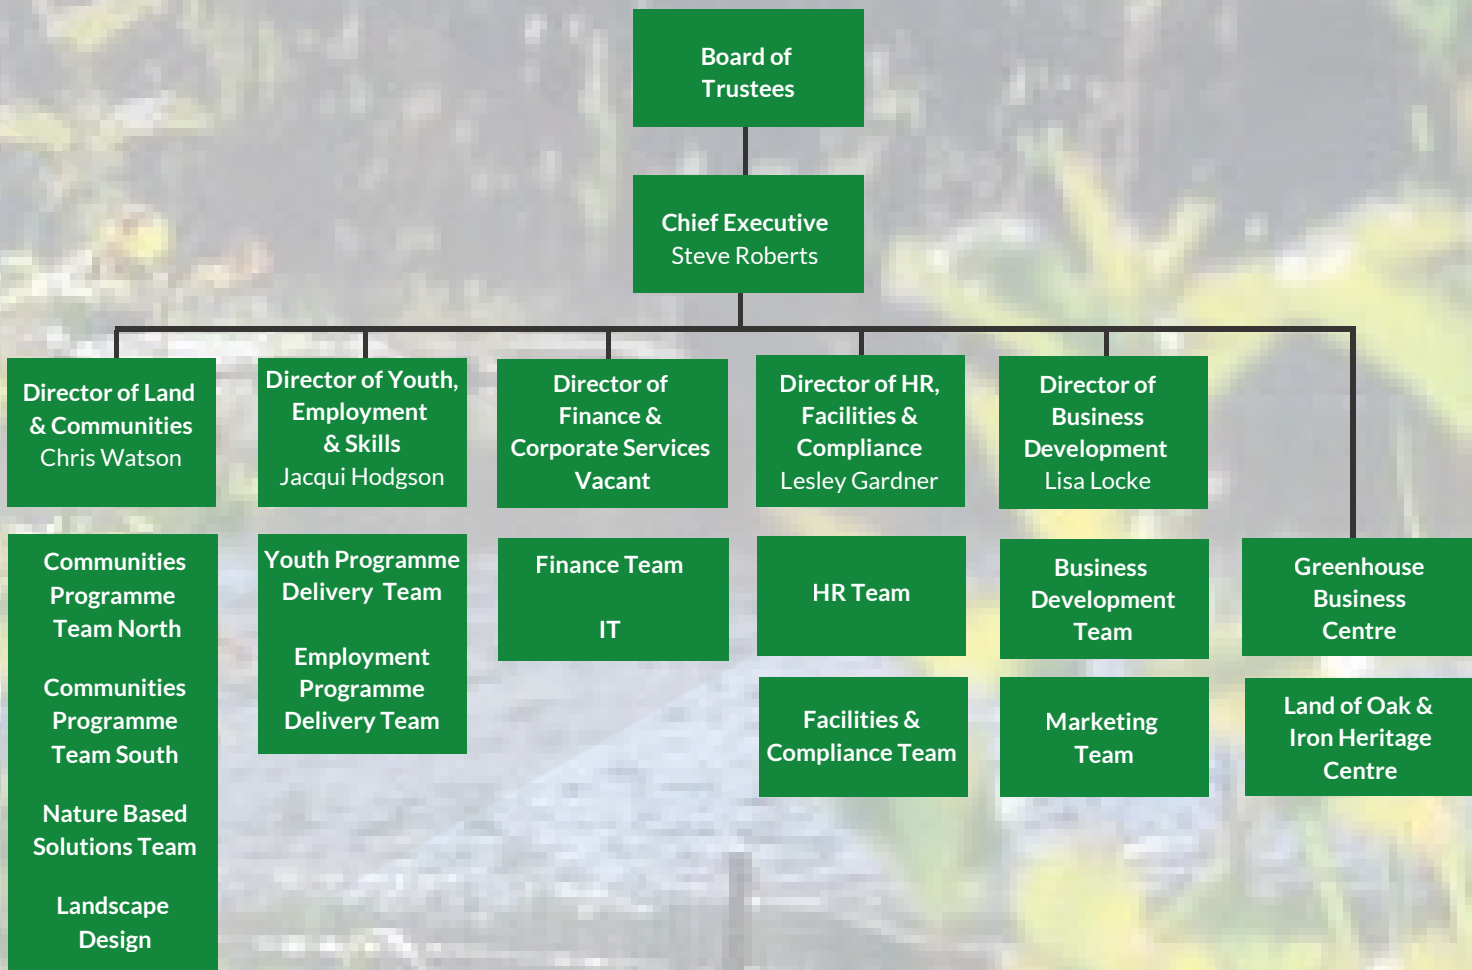 Board of
Trustees
Chief Executive
Steve Roberts
Director of Land
& Communities
Chris Watson
Director of Youth,
Employment
& Skills
Jacqui Hodgson
Director of
Finance &
Corporate Services
Vacant
Director of HR,
Facilities &
Compliance
Lesley Gardner
Director of
Business
Development
Lisa Locke
Communities
Programme
Team North
Communities
Programme
Team South
Nature Based
Solutions Team
Landscape
Design
Youth Programme
Delivery Team
Employment
Programme
Delivery Team
Finance Team
IT
HR Team
Facilities &
Compliance Team
Business
Development
Team
Marketing
Team
Greenhouse
Business
Centre
Land of Oak &
Iron Heritage
Centre